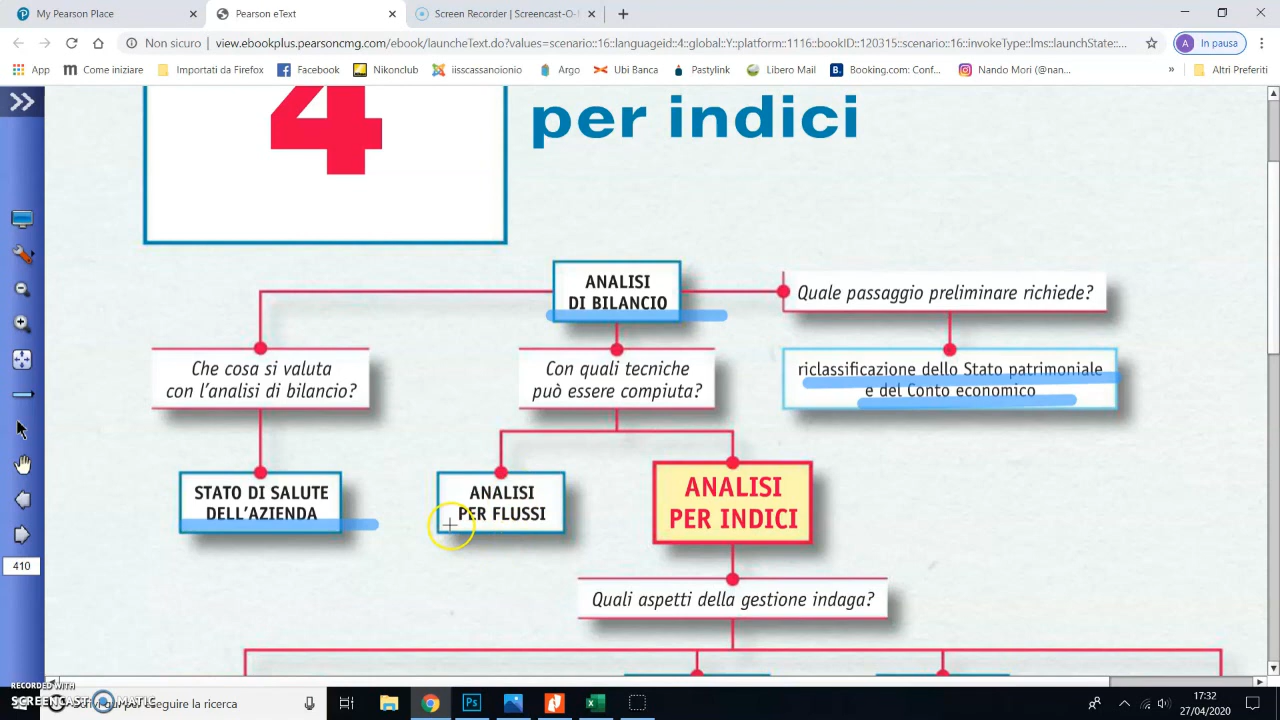 My Pearson Place
Pearson eText
Screen Recorder | Screencast-O-
Non sicuro | view.ebookplus.pearsoncmg.com/ebook/launcheText.do?values=scenario::16::languageid::4::global::Y::platform::1116::bookID::120315::scenario::16::invokeType::lms::launchState::...
A In pausa
App
Come iniziare
Importati da Firefox
Facebook
Nikonclub
iisscassanoionio
Argo
Ubi Banca
Pastylink
Libero Mail
Booking.com: Conf...
Nando Mori (@nan...
»
Altri Preferiti
4
per indici
ANALISI
DI BILANCIO
Quale passaggio preliminare richiede?
Che cosa si valuta
con l'analisi di bilancio?
Con quali tecniche
può essere compiuta?
riclassificazione dello Stato patrimoniale
e del Conto economico
STATO DI SALUTE
DELL'AZIENDA
ANALISI
PER FLUSSI
ANALISI
PER INDICI
410
Quali aspetti della gestione indaga?
RECORDED WITH
SCREENCAST-O-MATIC
per eseguire la ricerca
17:32
27/04/2020